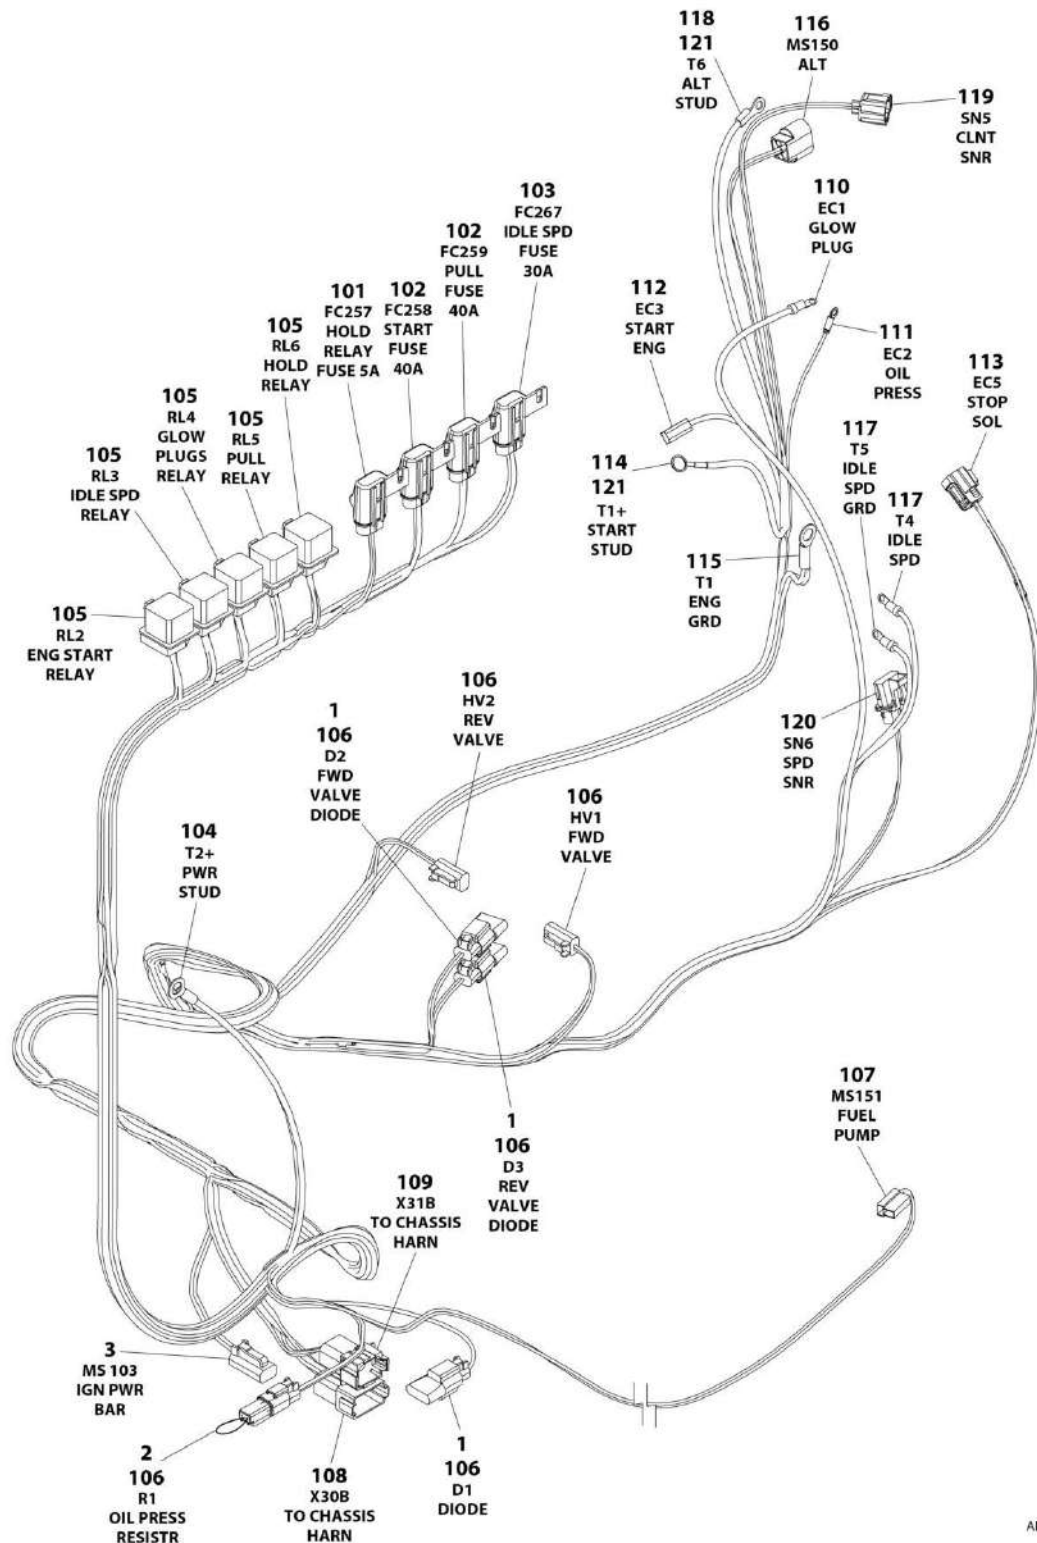 118
121
T6
ALT
STUD
116
MS150
ALT
119
SN5
CLNT
SNR
110
EC1
GLOW
PLUG
103
FC267
IDLE SPD
FUSE
30A
102
FC259
PULL
FUSE
40A
102
FC258
START
FUSE
40A
101
FC257
HOLD
RELAY
FUSE 5A
105
RL6
HOLD
RELAY
105
RL4
GLOW
PLUGS
RELAY
105
RL5
PULL
RELAY
105
RL3
IDLE SPD
RELAY
105
RL2
ENG START
RELAY
112
EC3
START
ENG
111
EC2
OIL
PRESS
113
EC5
STOP
SOL
114
121
T1+
START
STUD
117
T5
IDLE
SPD
GRD
117
T4
IDLE
SPD
115
T1
ENG
GRD
120
SN6
SPD
SNR
106
HV2
REV
VALVE
1
106
D2
FWD
VALVE
DIODE
106
HV1
FWD
VALVE
104
T2+
PWR
STUD
107
MS151
FUEL
PUMP
1
106
D3
REV
VALVE
DIODE
109
X31B
TO CHASSIS
HARN
3
MS 103
IGN PWR
BAR
2
106
R1
OIL PRESS
RESISTR
108
X30B
TO CHASSIS
HARN
1
106
D1
DIODE